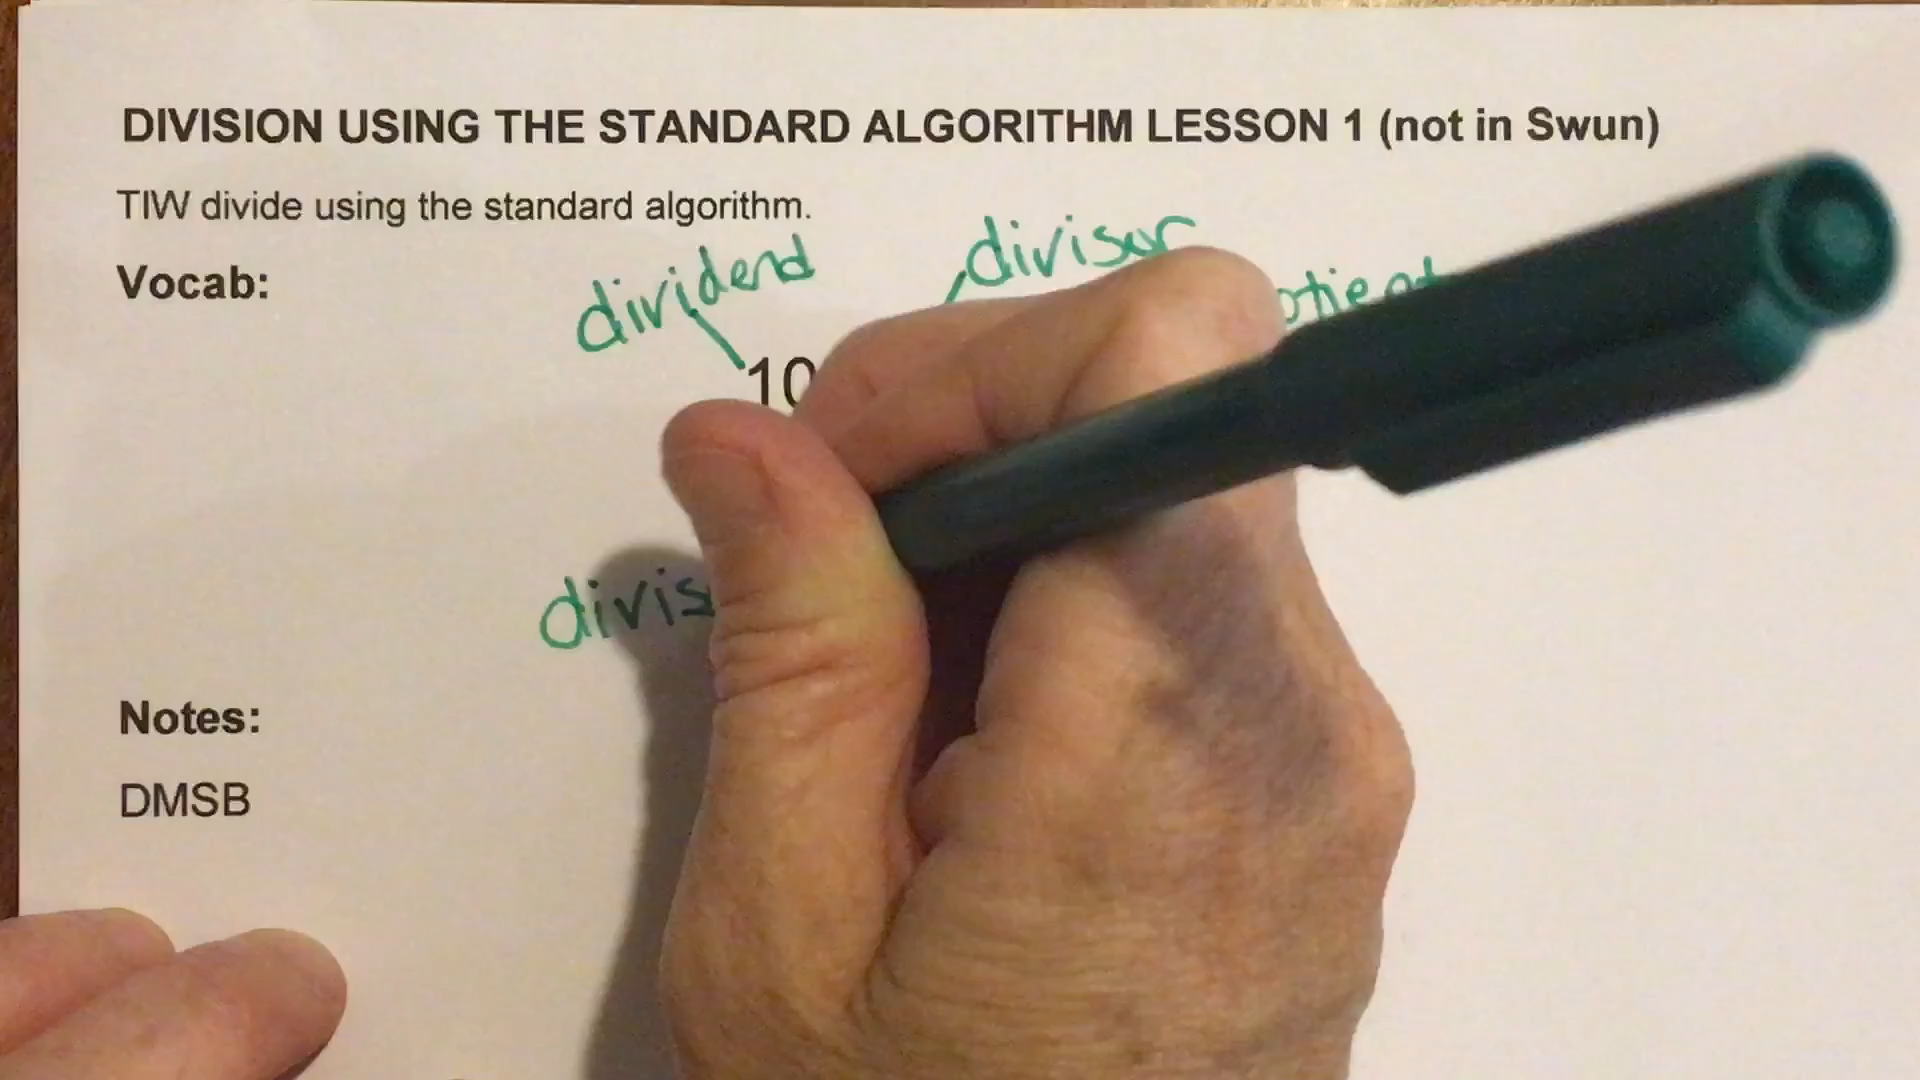 DIVISION USING THE STANDARD ALGORITHM LESSON 1 (not in Swun)
TIW divide using the standard algorithm.
Vocab:
dividend divisor
10
Notes:
DMSB